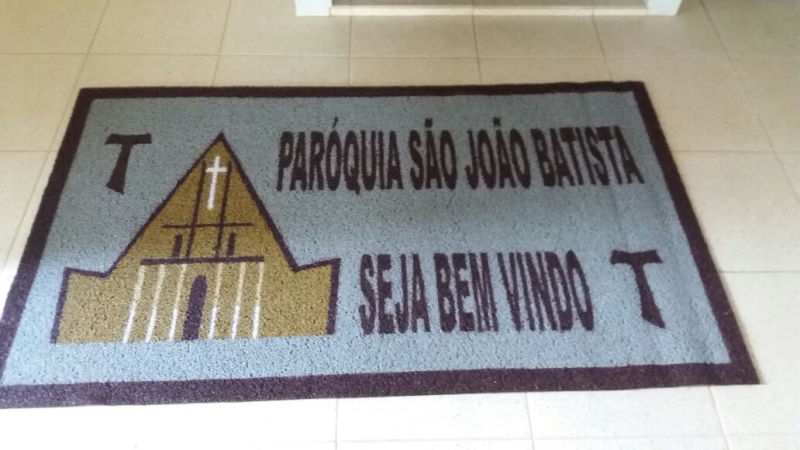 PARÓQUIA SÃO JOÃO BATISTA
SEJA BEM VINDO